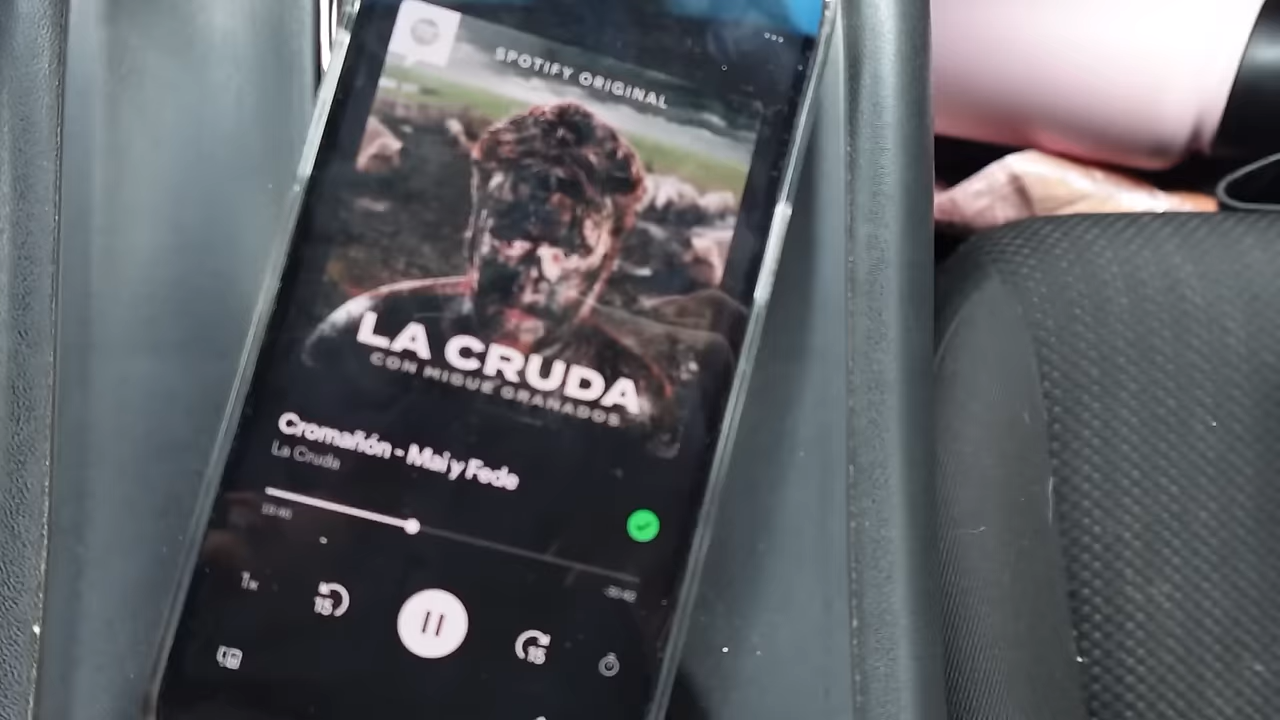 SPOTIFY ORIGINAL
LA CRUDA
CON MIGUE GRANADOS
Cromañón - Mai y Fede
La Cruda
1x
15
15